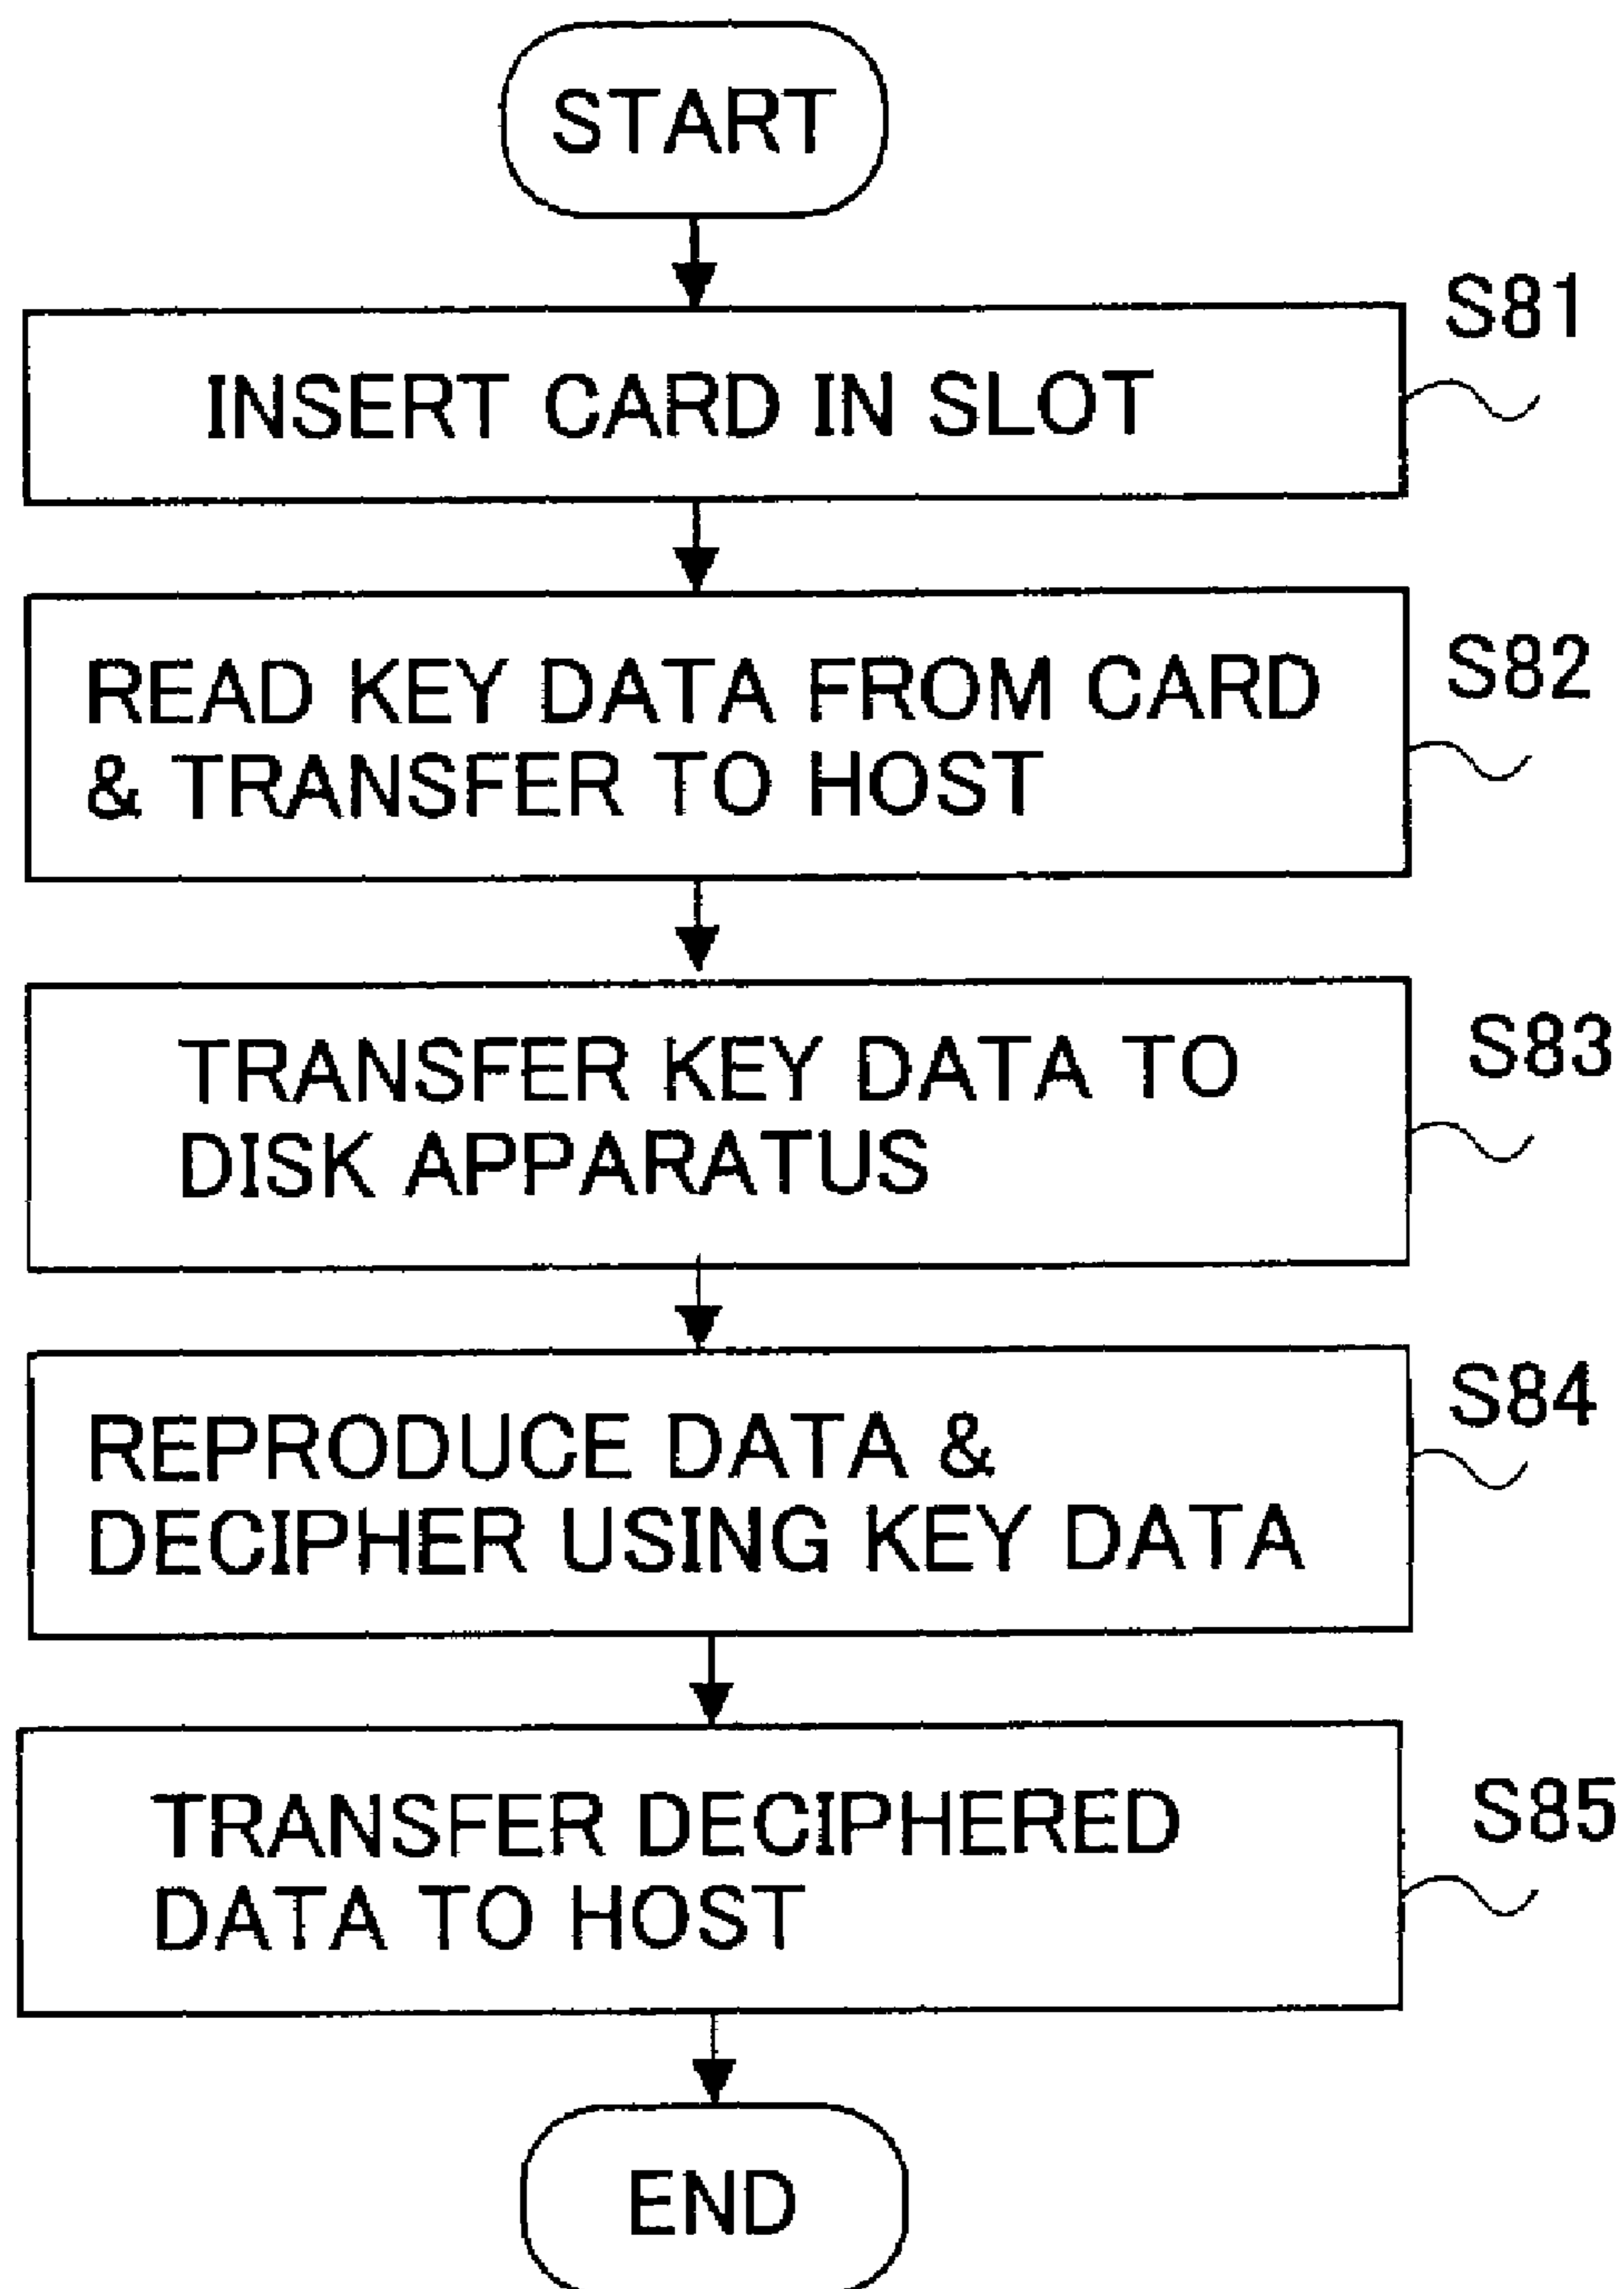 START
S81
INSERT CARD IN SLOT
S82
READ KEY DATA FROM CARD
& TRANSFER TO HOST
S83
TRANSFER KEY DATA TO
DISK APPARATUS
S84
REPRODUCE DATA &
DECIPHER USING KEY DATA
S85
TRANSFER DECIPHERED
DATA TO HOST
END